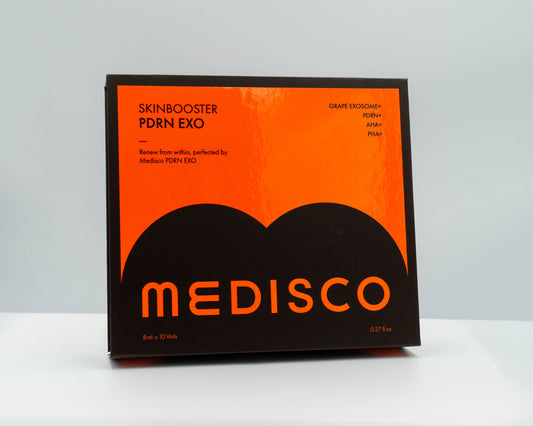 SKINBOOSTER
PDRN EXO
—
Renew from within, perfected by
Medisco PDRN EXO
GRAPE EXOSOME+
PDRN+
AHA+
PHA+
MEDISCO
8 ml x 10 Vials
0.27 fl oz